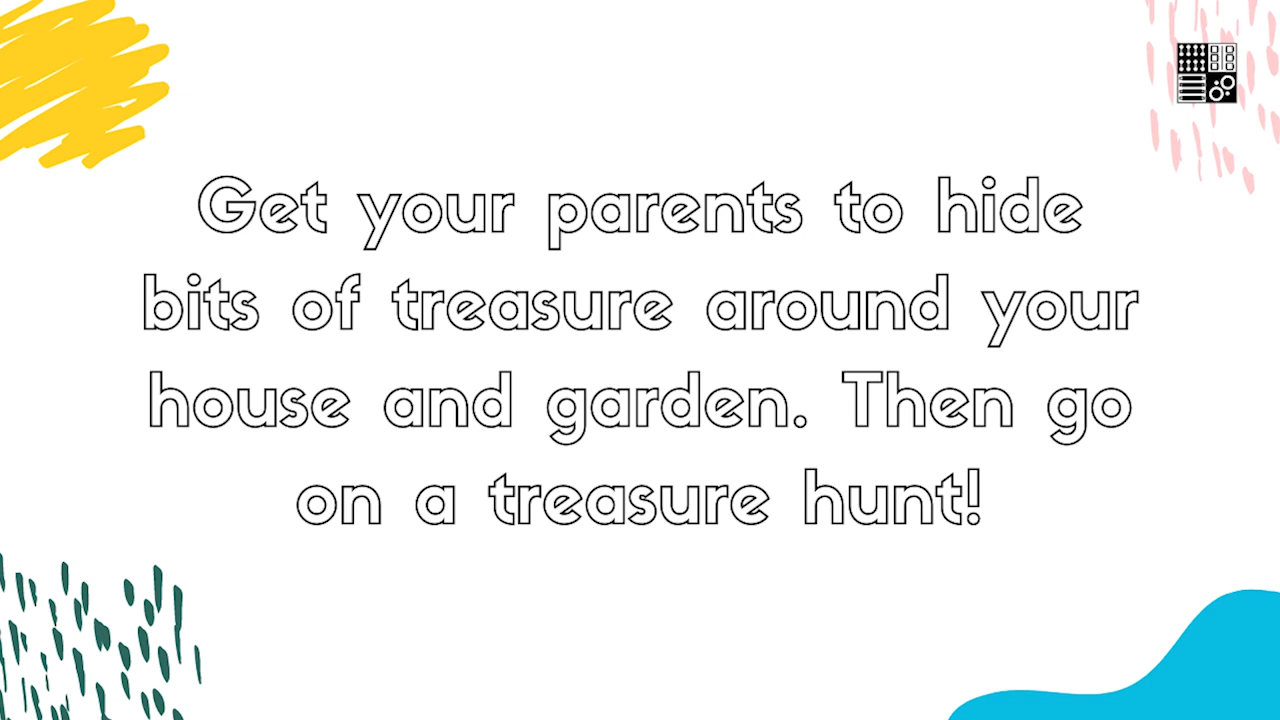 Get your parents to hide
bits of treasure around your
house and garden. Then go
on a treasure hunt!